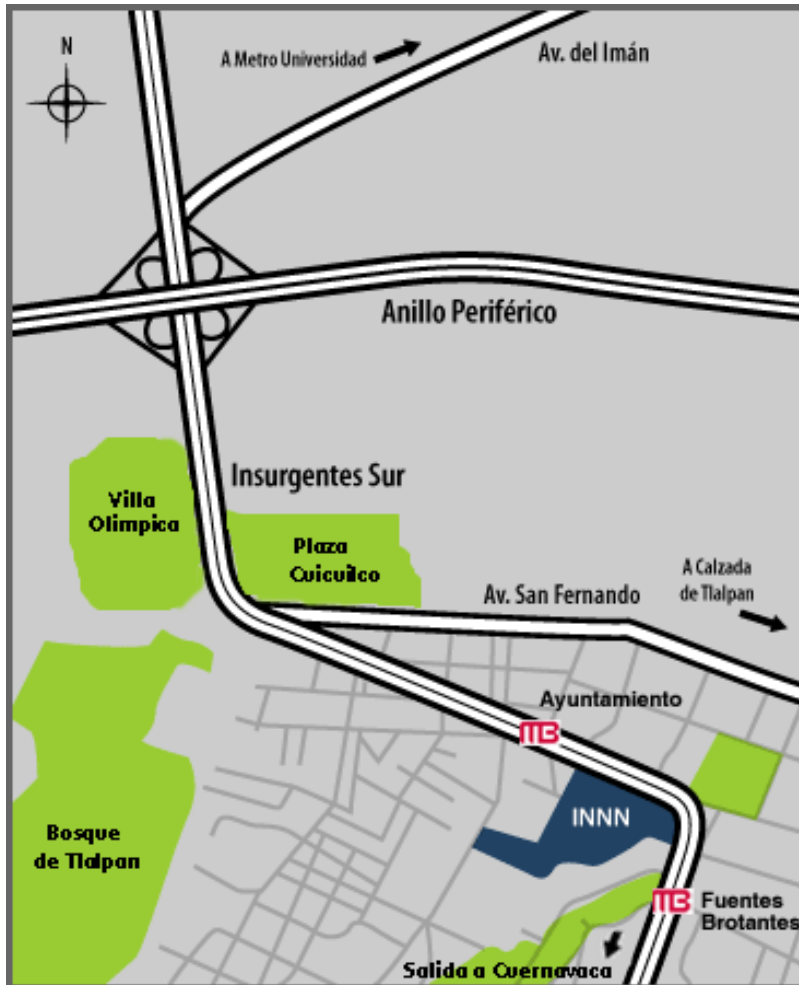 N
A Metro Universidad
Av. del Imán
Anillo Periférico
Insurgentes Sur
Villa
Olimpica
Plaza
Cuicuilco
Av. San Fernando
A Calzada
de Tlalpan
Ayuntamiento
MB
INNN
Bosque
de Tlalpan
MB
Fuentes
Brotantes
Salida a Cuernavaca